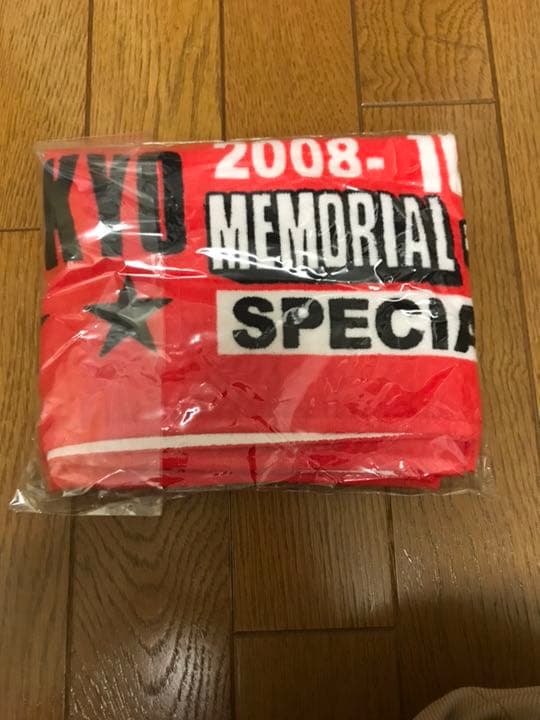 KYO
2008-
MEMORIAL
SPECIA